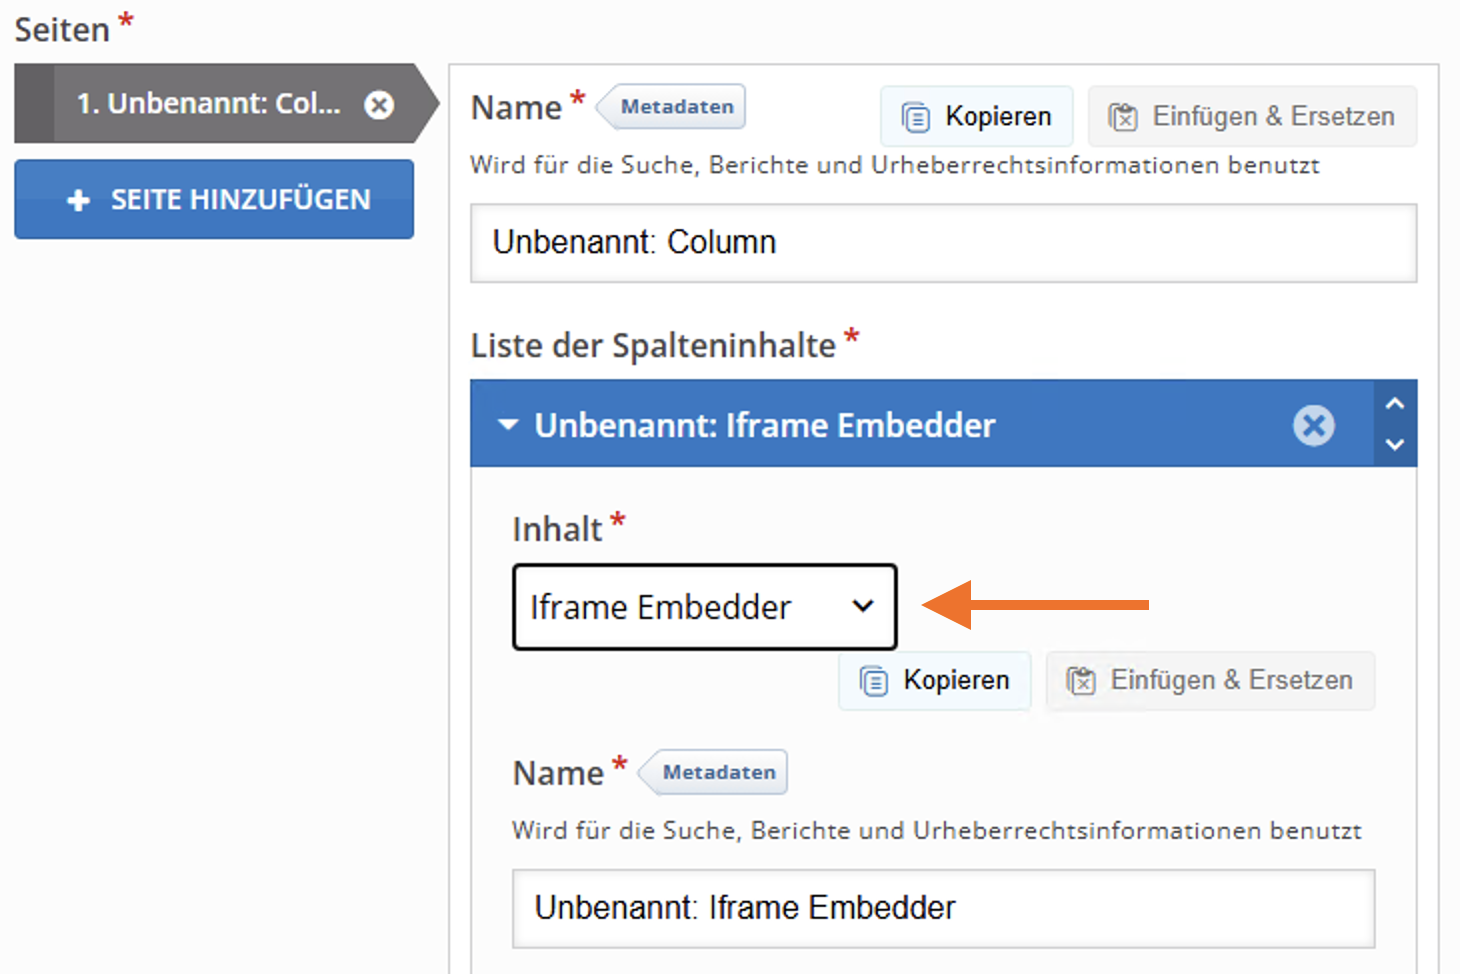 Seiten *
1. Unbenannt: Col...
+ SEITE HINZUFÜGEN
Name * Metadaten
Kopieren
Einfügen & Ersetzen
Wird für die Suche, Berichte und Urheberrechtsinformationen benutzt
Unbenannt: Column
Liste der Spalteninhalte *
Unbenannt: Iframe Embedder
Inhalt *
Iframe Embedder
Kopieren
Einfügen & Ersetzen
Name * Metadaten
Wird für die Suche, Berichte und Urheberrechtsinformationen benutzt
Unbenannt: Iframe Embedder